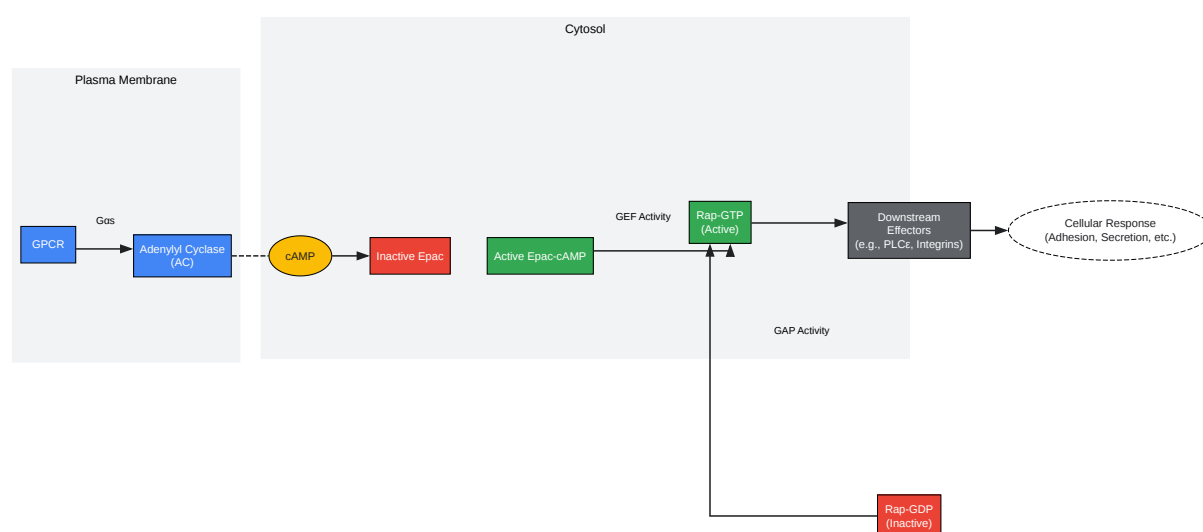 Cytosol
Plasma Membrane
Gαs
GPCR
Adenylyl Cyclase
(AC)
cAMP
Inactive Epac
Active Epac-cAMP
GEF Activity
Rap-GTP
(Active)
Downstream
Effectors
(e.g., PLCε, Integrins)
Cellular Response
(Adhesion, Secretion, etc.)
GAP Activity
Rap-GDP
(Inactive)